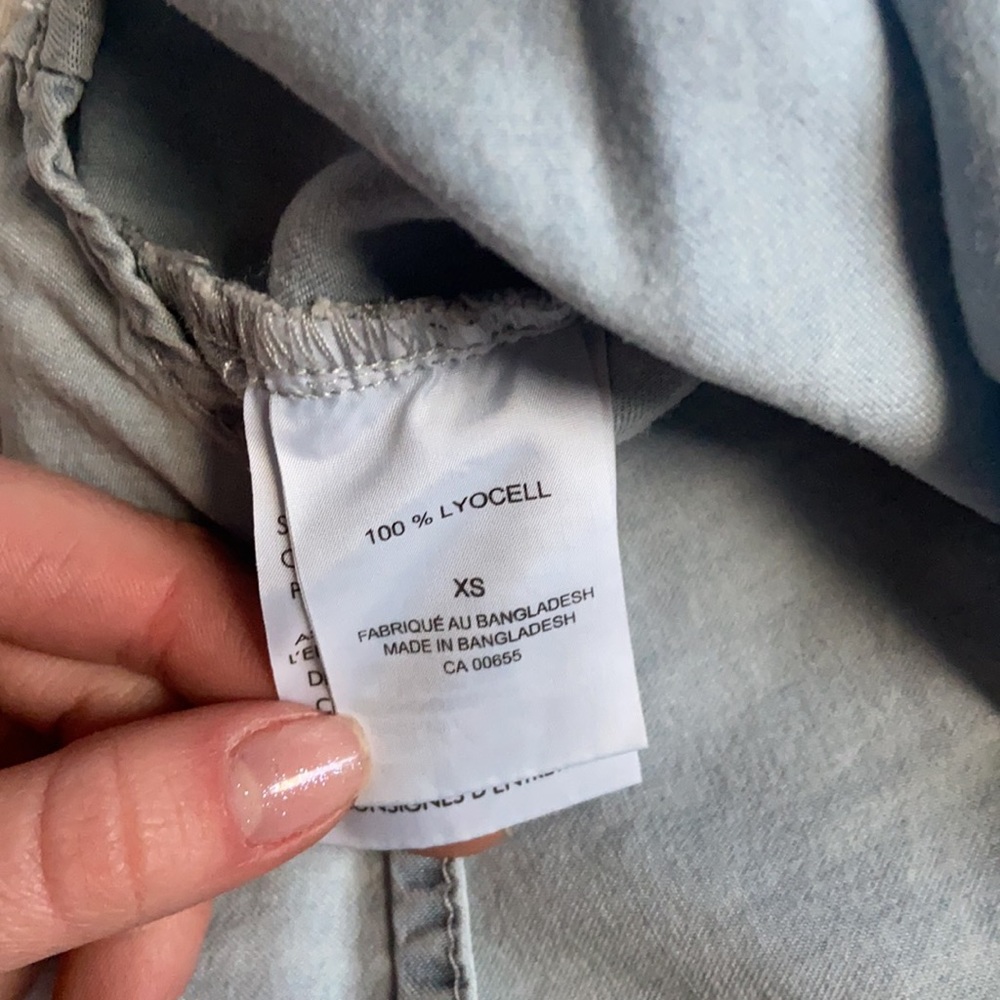 100 % LYOCELL
XS
FABRIQUÉ AU BANGLADESH
MADE IN BANGLADESH
CA 00655